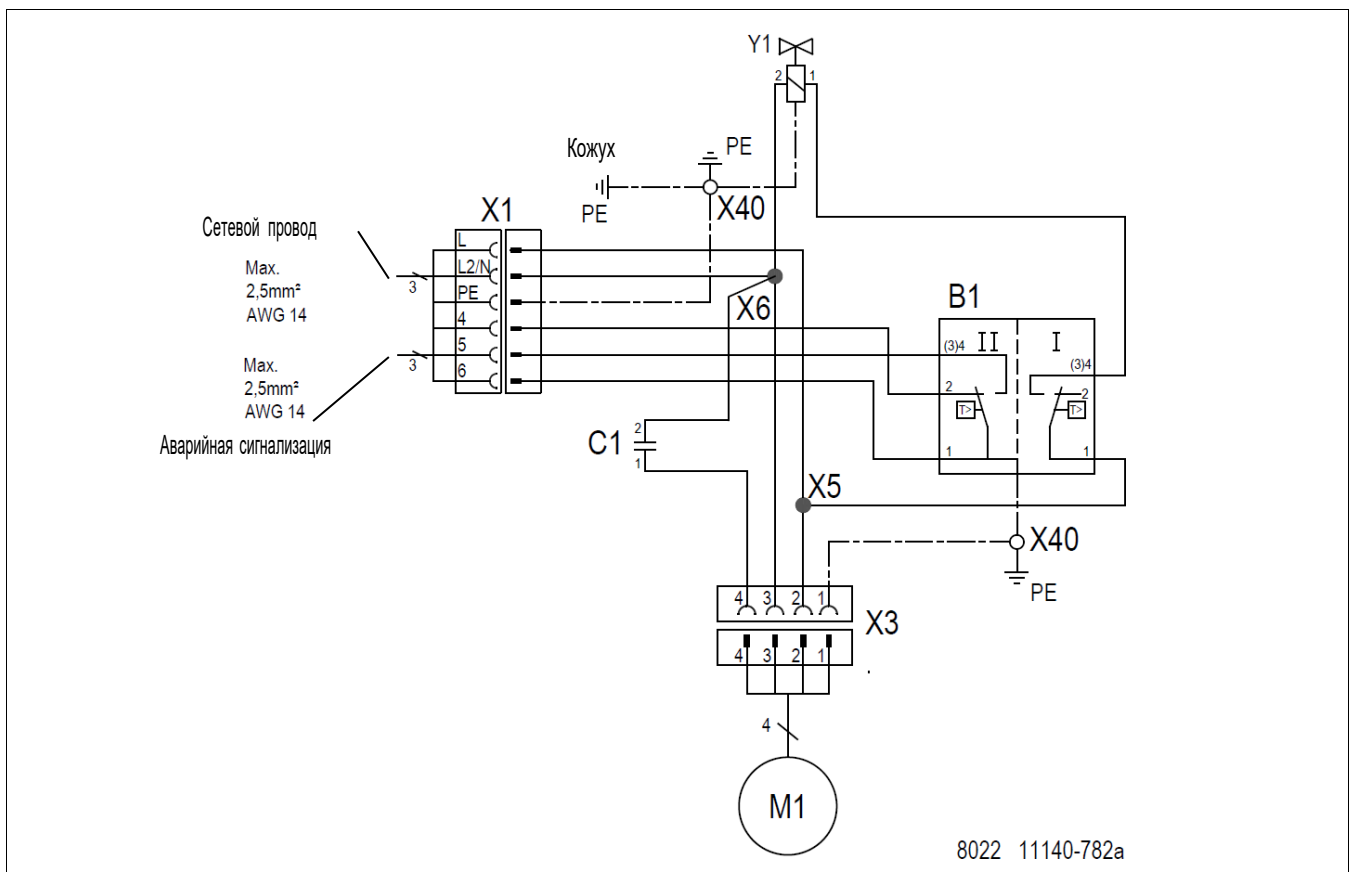 Y1
2 1
Кожух
PE
PE
X40
X1
Сетевой провод
Max.
2,5mm²
AWG 14
3
L
L2/N
PE
4
5
6
3
Max.
2,5mm²
AWG 14
Аварийная сигнализация
X6
B1
II I
(3)4
(3)4
2
2
T>
T>
1
1
C1
2
1
X5
X40
PE
4 3 2 1
X3
4 3 2 1
4
M1
8022 11140-782a